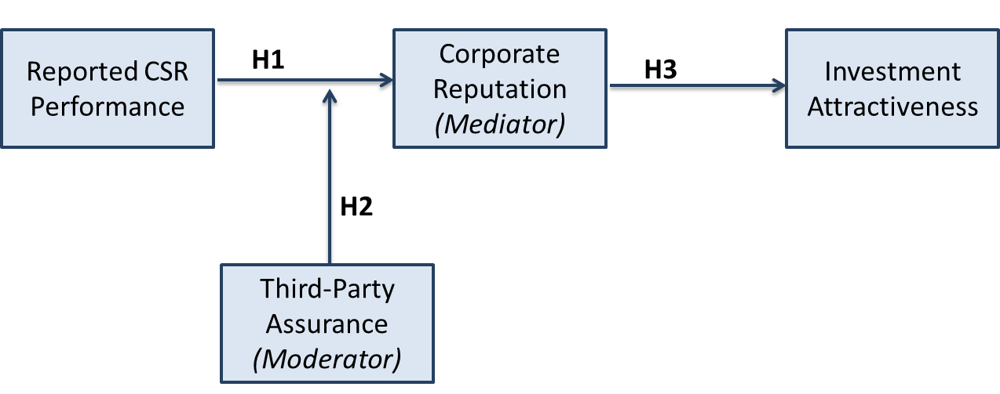 Reported CSR
Performance
H1
Corporate
Reputation
(Mediator)
H3
Investment
Attractiveness
H2
Third-Party
Assurance
(Moderator)